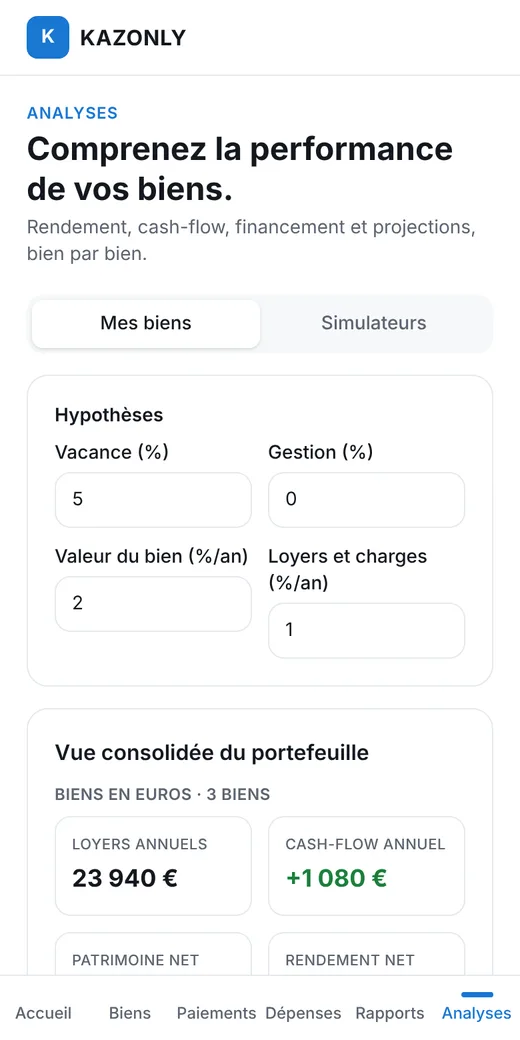 K KAZONLY
ANALYSES
Comprenez la performance
de vos biens.
Rendement, cash-flow, financement et projections,
bien par bien.
Mes biens Simulateurs
Hypothèses
Vacance (%) Gestion (%)
5 0
Valeur du bien (%/an) Loyers et charges
(%/an)
2
1
Vue consolidée du portefeuille
BIENS EN EUROS · 3 BIENS
LOYERS ANNUELS CASH-FLOW ANNUEL
23 940 € +1 080 €
PATRIMOINE NET RENDEMENT NET
Accueil Biens Paiements Dépenses Rapports Analyses